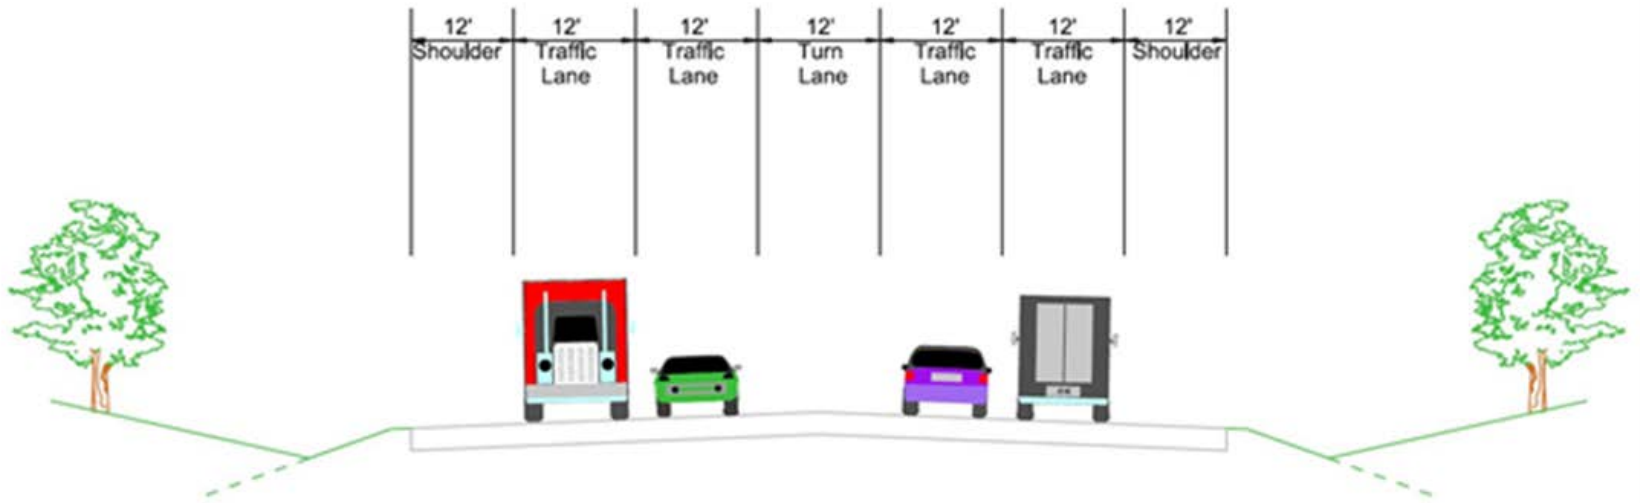 12' 12' 12' 12' 12' 12' 12'
Shoulder Traffic Traffic Turn Traffic Traffic Shoulder
Lane Lane Lane Lane Lane